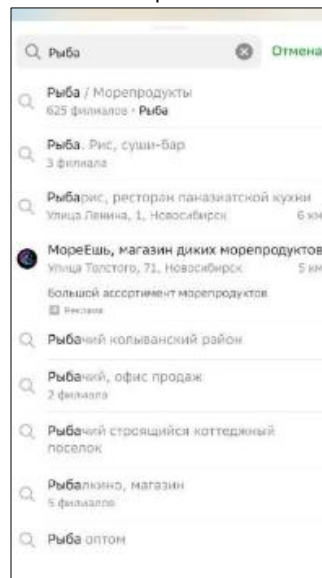 Рыба
Отмена
Рыба / Морепродукты
625 филиалов • Рыба
Рыба. Рис, суши-бар
3 филиала
Рыбарис, ресторан паназиатской кухни
Улица Ленина, 1, Новосибирск 6 км
МореЕшь, магазин диких морепродуктов
Улица Толстого, 71, Новосибирск 5 км
Большой ассортимент морепродуктов
Реклама
Рыбачий колыванский район
Рыбачий, офис продаж
2 филиала
Рыбачий строящийся коттеджный
поселок
Рыбалкино, магазин
5 филиалов
Рыба оптом